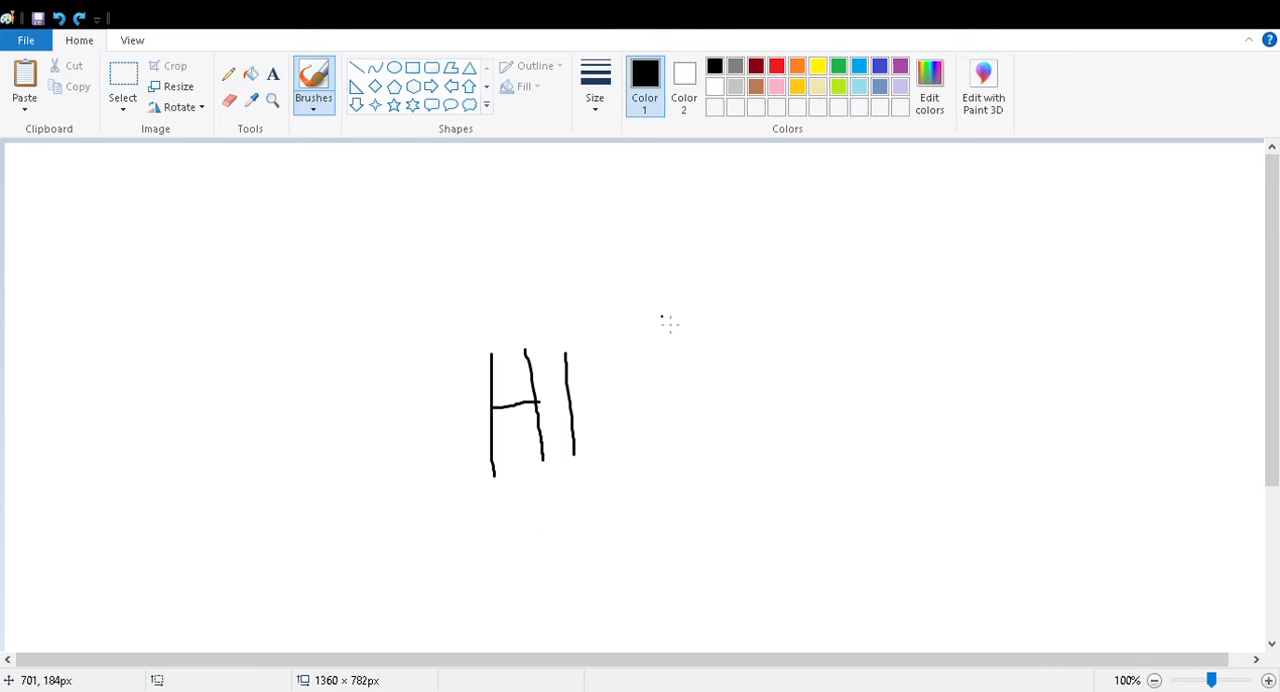 File Home View
Paste Cut Copy Select Crop Resize Rotate Brushes Outline Fill Size Color 1 Color 2 Edit colors Edit with Paint 3D
Clipboard Image Tools Shapes Colors
HI
701, 184px 1360 × 782px 100%